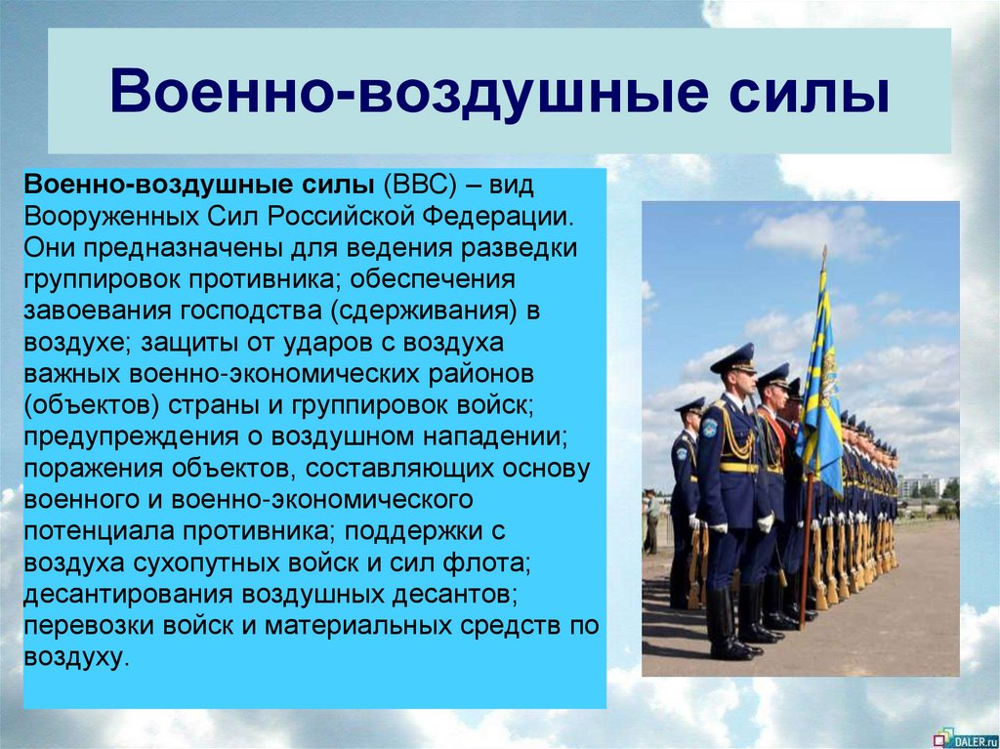 Военно-воздушные силы
Военно-воздушные силы (ВВС) – вид
Вооруженных Сил Российской Федерации.
Они предназначены для ведения разведки
группировок противника; обеспечения
завоевания господства (сдерживания) в
воздухе; защиты от ударов с воздуха
важных военно-экономических районов
(объектов) страны и группировок войск;
предупреждения о воздушном нападении;
поражения объектов, составляющих основу
военного и военно-экономического
потенциала противника; поддержки с
воздуха сухопутных войск и сил флота;
десантирования воздушных десантов;
перевозки войск и материальных средств по
воздуху.
DALER.ru